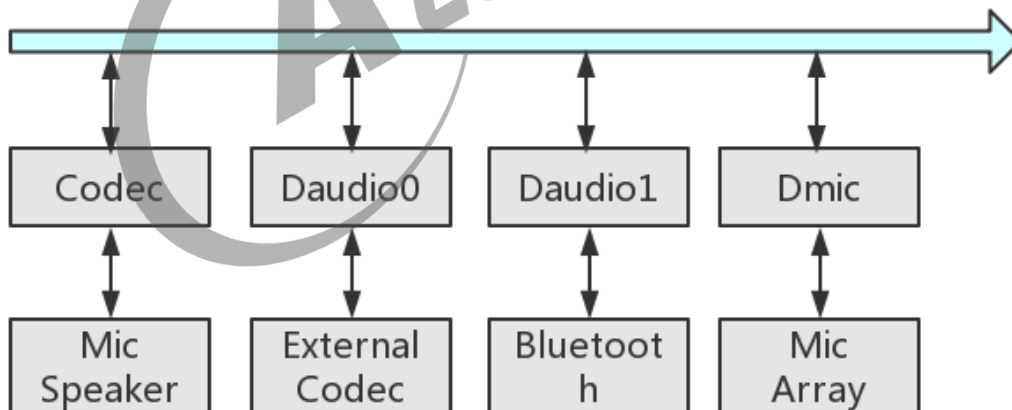 Codec
Daudio0
Daudio1
Dmic
Mic
Speaker
External
Codec
Bluetoot
h
Mic
Array